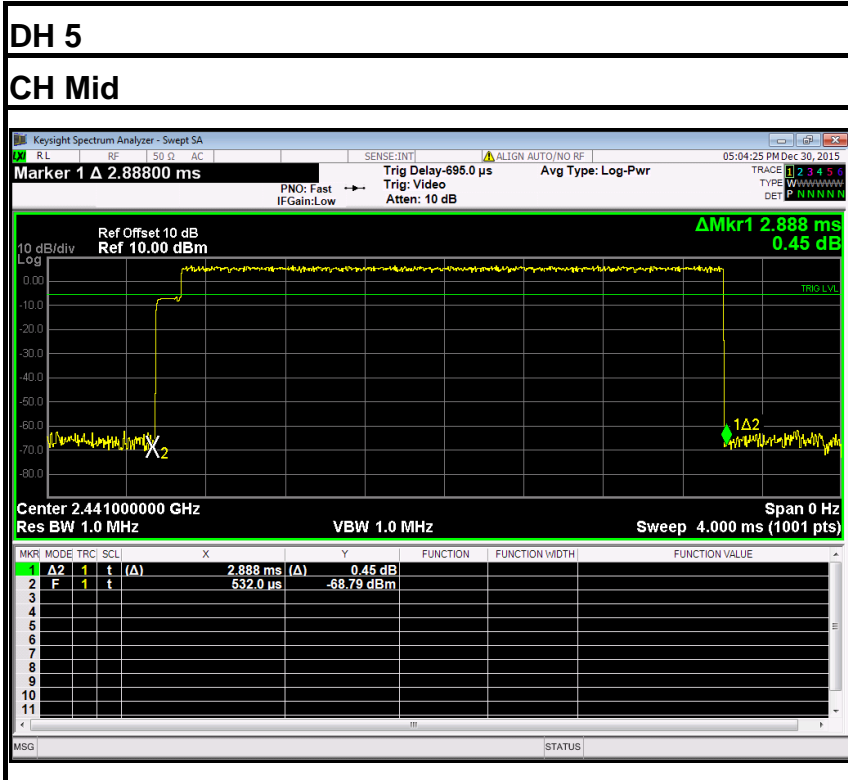 DH 5
CH Mid
Keysight Spectrum Analyzer - Swept SA
LXI RL RF 50 Ω AC SENSE:INT ALIGN AUTO/NO RF 05:04:25 PM Dec 30, 2015
Marker 1 Δ 2.88800 ms
PNO: Fast
IFGain:Low
Trig Delay-695.0 µs
Trig: Video
Atten: 10 dB
Avg Type: Log-Pwr
TRACE 1 2 3 4 5 6
TYPE WWWWWW
DET P N N N N N
ΔMkr1 2.888 ms
0.45 dB
Ref Offset 10 dB
10 dB/div Ref 10.00 dBm
Log
0.00
TRIG LVL
-10.0
-20.0
-30.0
-40.0
-50.0
-60.0
1Δ2
-70.0
2
-80.0
Center 2.441000000 GHz Span 0 Hz
Res BW 1.0 MHz VBW 1.0 MHz Sweep 4.000 ms (1001 pts)
MKR MODE TRC SCL X Y FUNCTION FUNCTION WIDTH FUNCTION VALUE
1 Δ2 1 t (Δ) 2.888 ms (Δ) 0.45 dB
2 F 1 t 532.0 µs -68.79 dBm
3
4
5
6
7
8
9
10
11
MSG STATUS